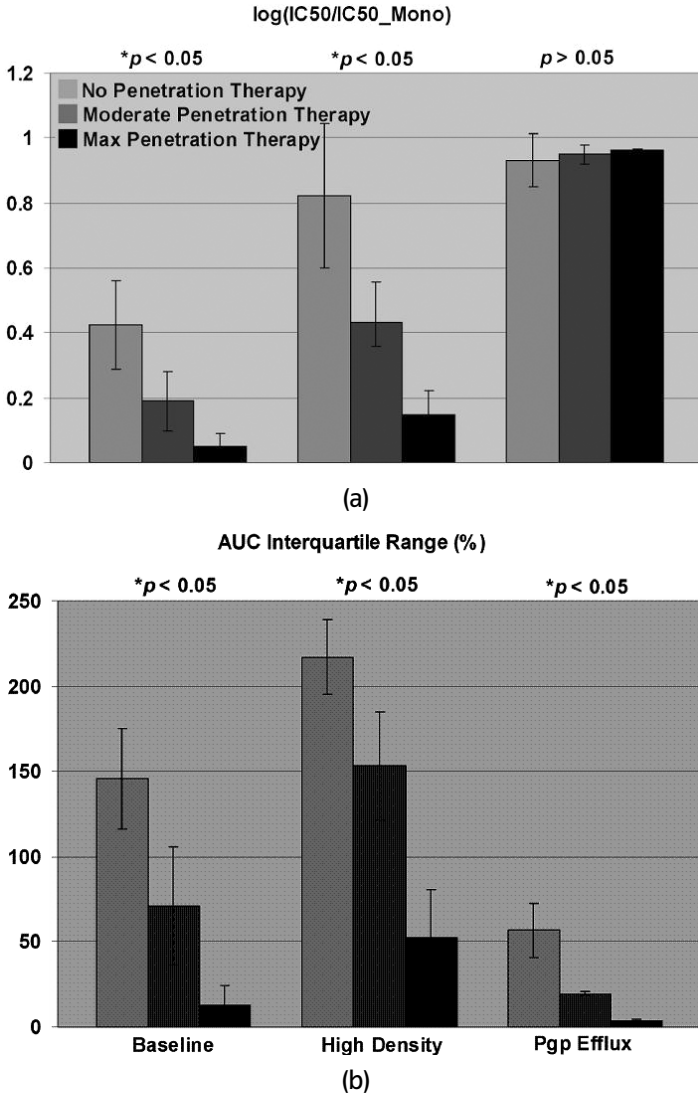 log(IC50/IC50_Mono)
*p < 0.05
*p < 0.05
p > 0.05
1.2
1
0.8
0.6
0.4
0.2
0
No Penetration Therapy
Moderate Penetration Therapy
Max Penetration Therapy
(a)
AUC Interquartile Range (%)
*p < 0.05
*p < 0.05
*p < 0.05
250
200
150
100
50
0
Baseline
High Density
Pgp Efflux
(b)